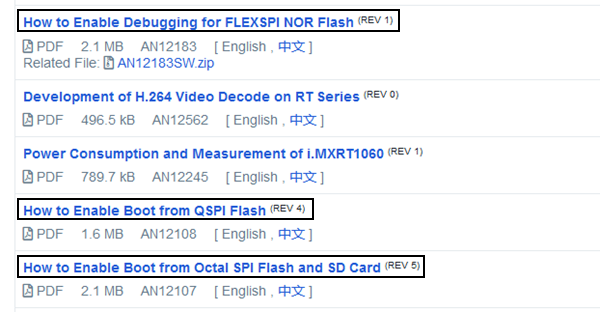 How to Enable Debugging for FLEXSPI NOR Flash (REV 1)
PDF 2.1 MB AN12183 [ English , 中文 ]
Related File: AN12183SW.zip
Development of H.264 Video Decode on RT Series (REV 0)
PDF 496.5 kB AN12562 [ English , 中文 ]
Power Consumption and Measurement of i.MXRT1060 (REV 1)
PDF 789.7 kB AN12245 [ English , 中文 ]
How to Enable Boot from QSPI Flash (REV 4)
PDF 1.6 MB AN12108 [ English , 中文 ]
How to Enable Boot from Octal SPI Flash and SD Card (REV 5)
PDF 2.1 MB AN12107 [ English , 中文 ]